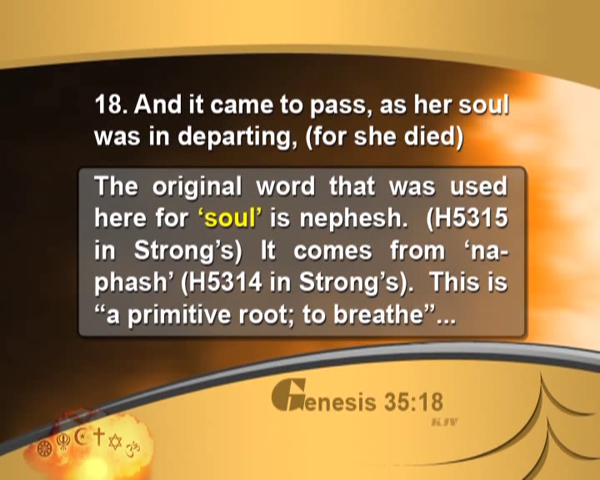 18. And it came to pass, as her soul
was in departing, (for she died)
The original word that was used
here for ‘soul’ is nephesh. (H5315
in Strong’s) It comes from ‘na-
phash’ (H5314 in Strong’s). This is
“a primitive root; to breathe”...
Genesis 35:18
KJV